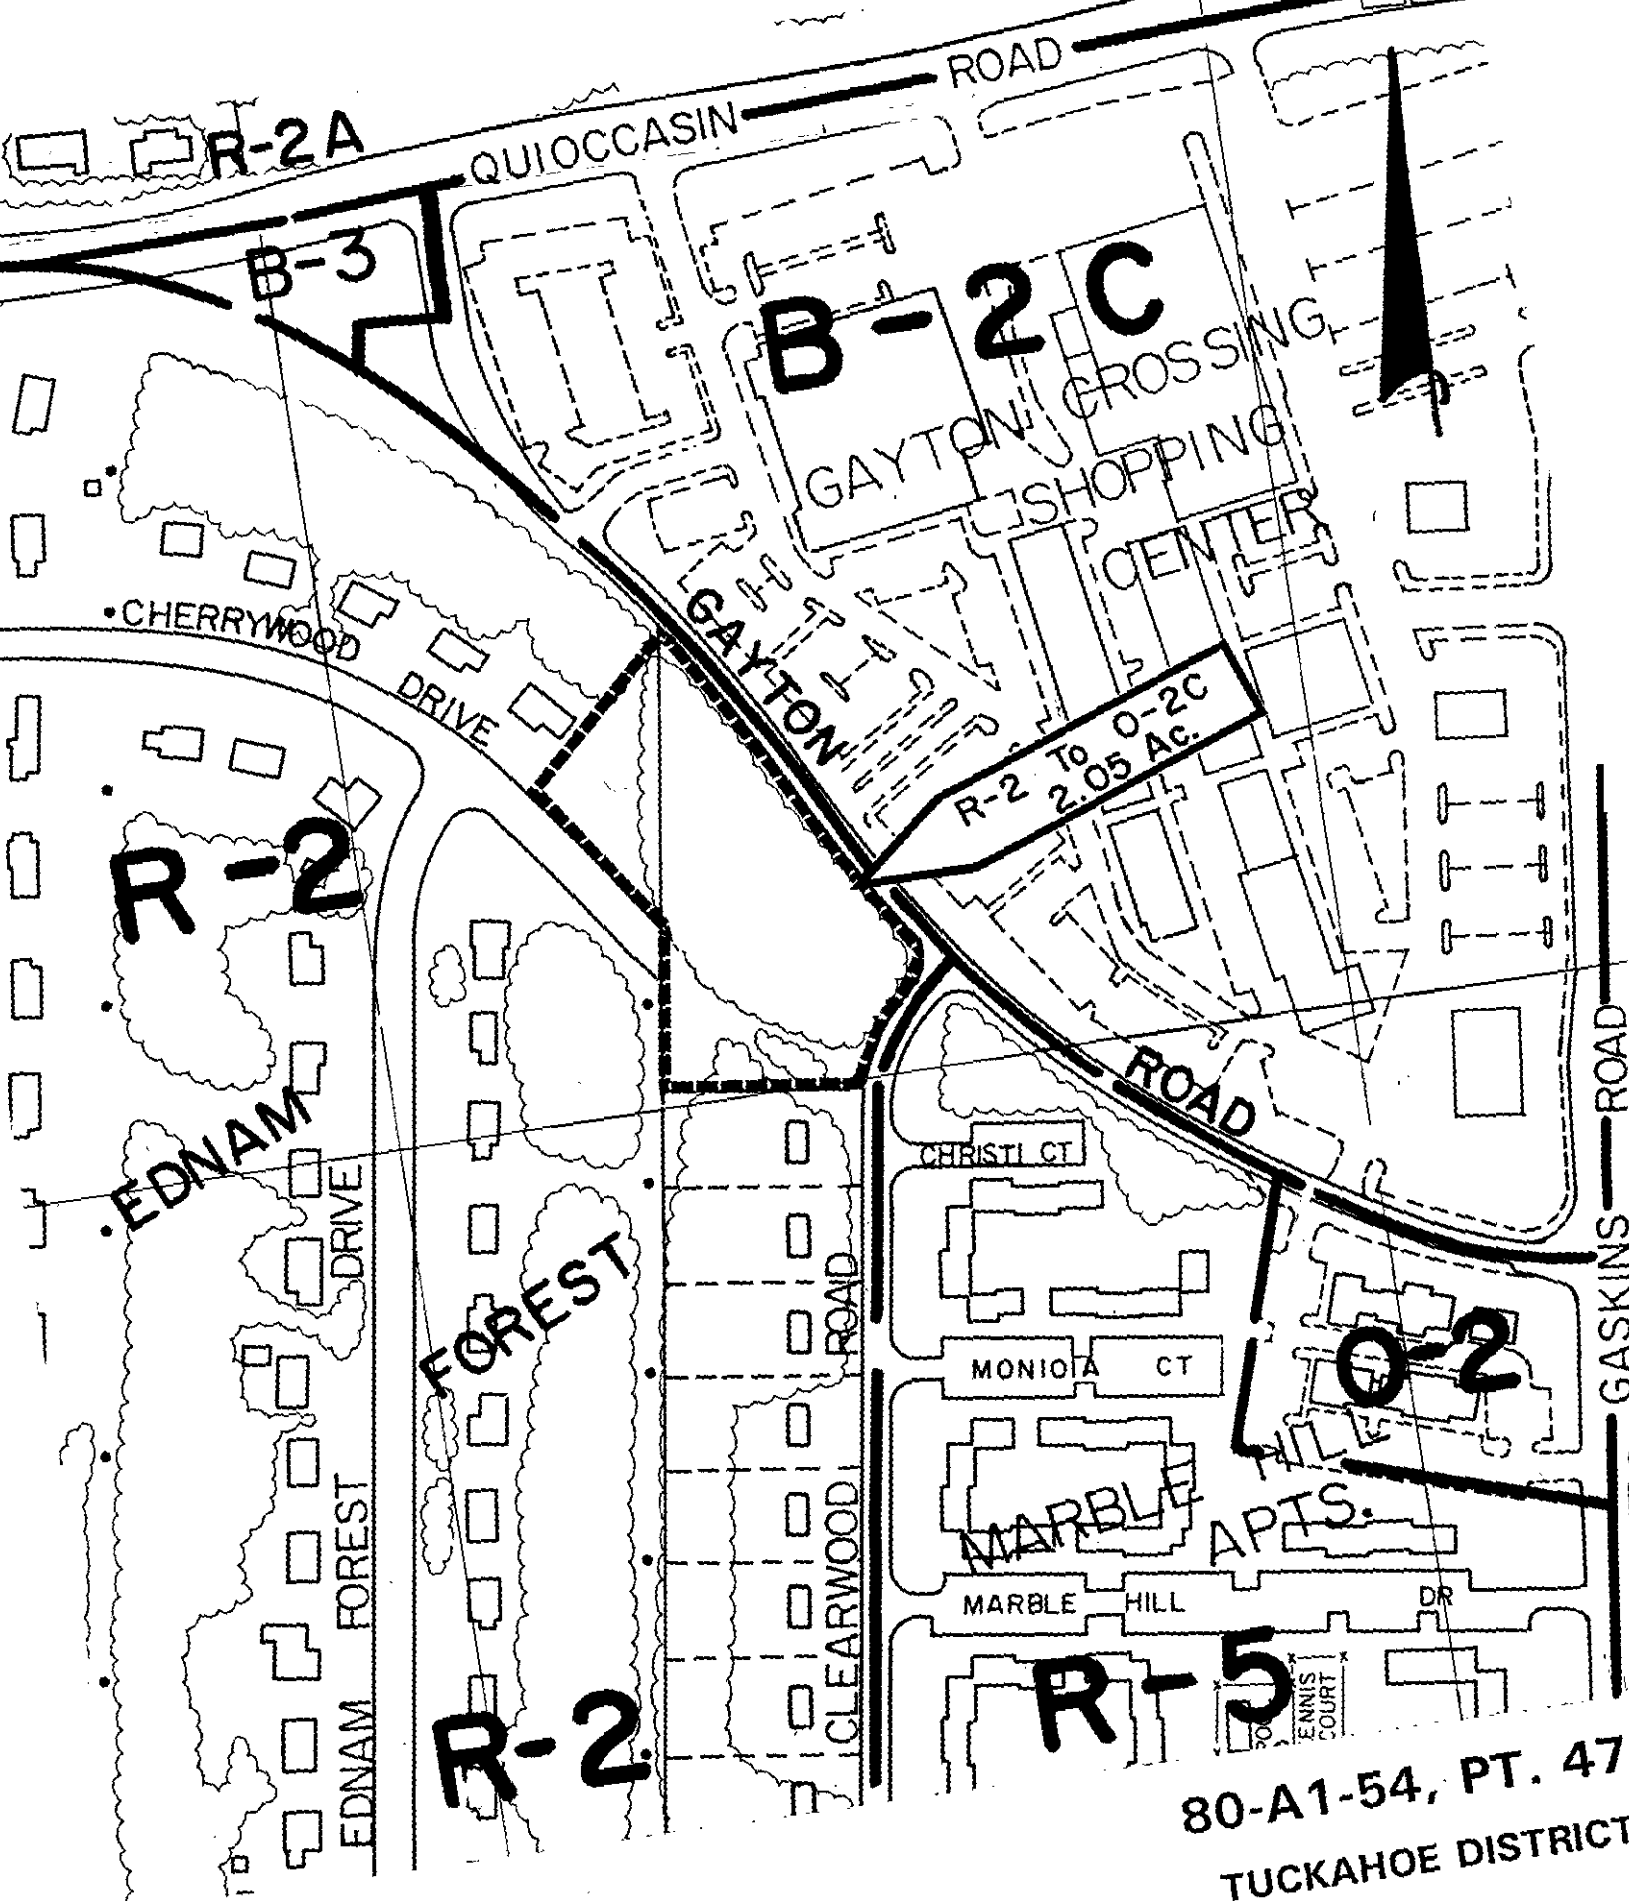 R-2A
QUIOCCASIN ROAD
B-3
B-2C
GAYTON CROSSING
SHOPPING
CENTER
CHERRYWOOD DRIVE
GAYTON ROAD
R-2 To O-2C
2.05 Ac.
R-2
EDNAM
FOREST
EDNAM FOREST DRIVE
R-2
CLEARWOOD ROAD
CHRISTI CT
CT
O-2
GASKINS ROAD
MARBLE HILL
APTS.
MARBLE HILL DR
R-5
COURT
80-A1-54, PT. 47
TUCKAHOE DISTRICT